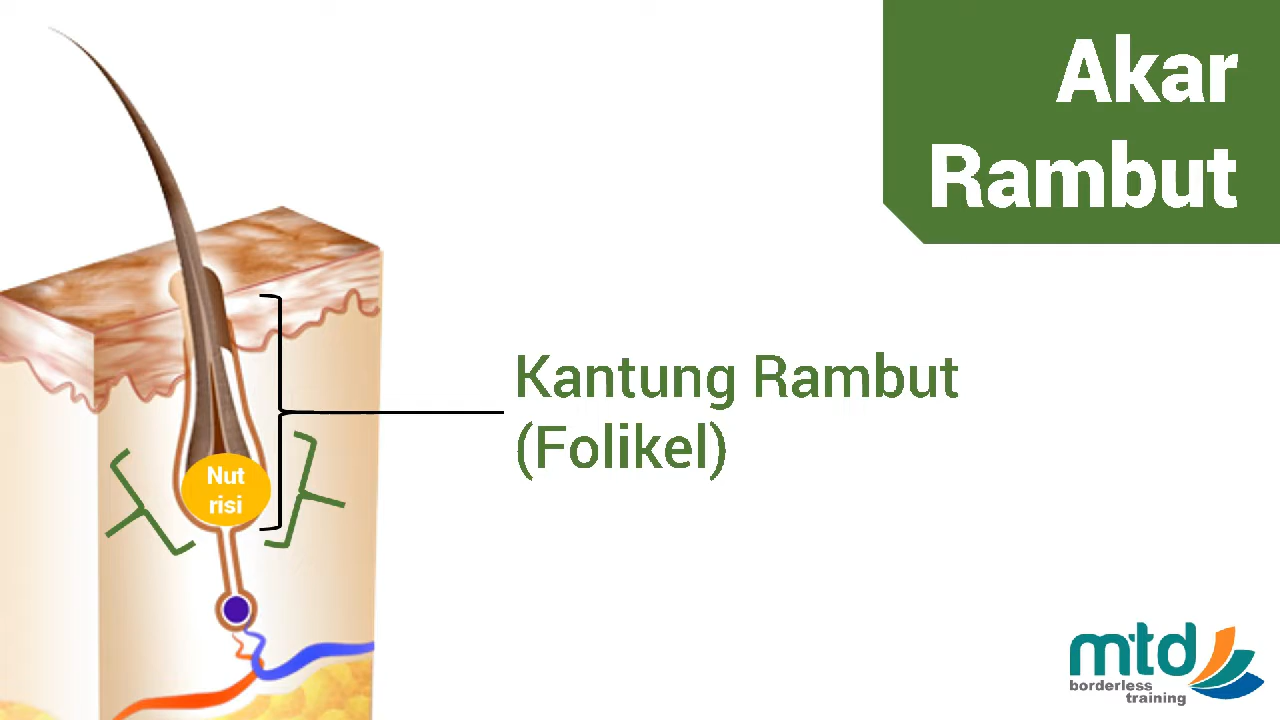 Akar
Rambut
Kantung Rambut
(Folikel)
Nut
risi
mtd
borderless
training